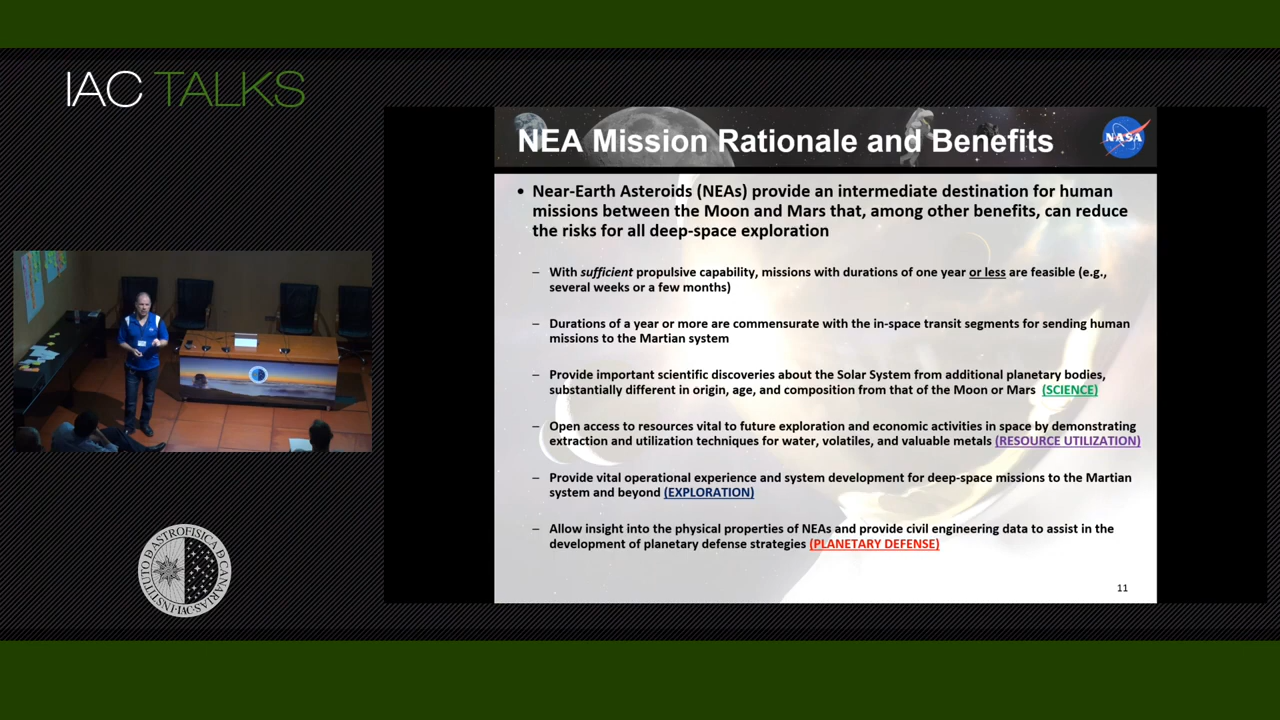 IAC TALKS
NEA Mission Rationale and Benefits
NASA
• Near-Earth Asteroids (NEAs) provide an intermediate destination for human
missions between the Moon and Mars that, among other benefits, can reduce
the risks for all deep-space exploration
– With sufficient propulsive capability, missions with durations of one year or less are feasible (e.g.,
several weeks or a few months)
– Durations of a year or more are commensurate with the in-space transit segments for sending human
missions to the Martian system
– Provide important scientific discoveries about the Solar System from additional planetary bodies,
substantially different in origin, age, and composition from that of the Moon or Mars (SCIENCE)
– Open access to resources vital to future exploration and economic activities in space by demonstrating
extraction and utilization techniques for water, volatiles, and valuable metals (RESOURCE UTILIZATION)
– Provide vital operational experience and system development for deep-space missions to the Martian
system and beyond (EXPLORATION)
– Allow insight into the physical properties of NEAs and provide civil engineering data to assist in the
development of planetary defense strategies (PLANETARY DEFENSE)
11
INSTITUTO D ASTROFISICA D CANARIAS·IAC·